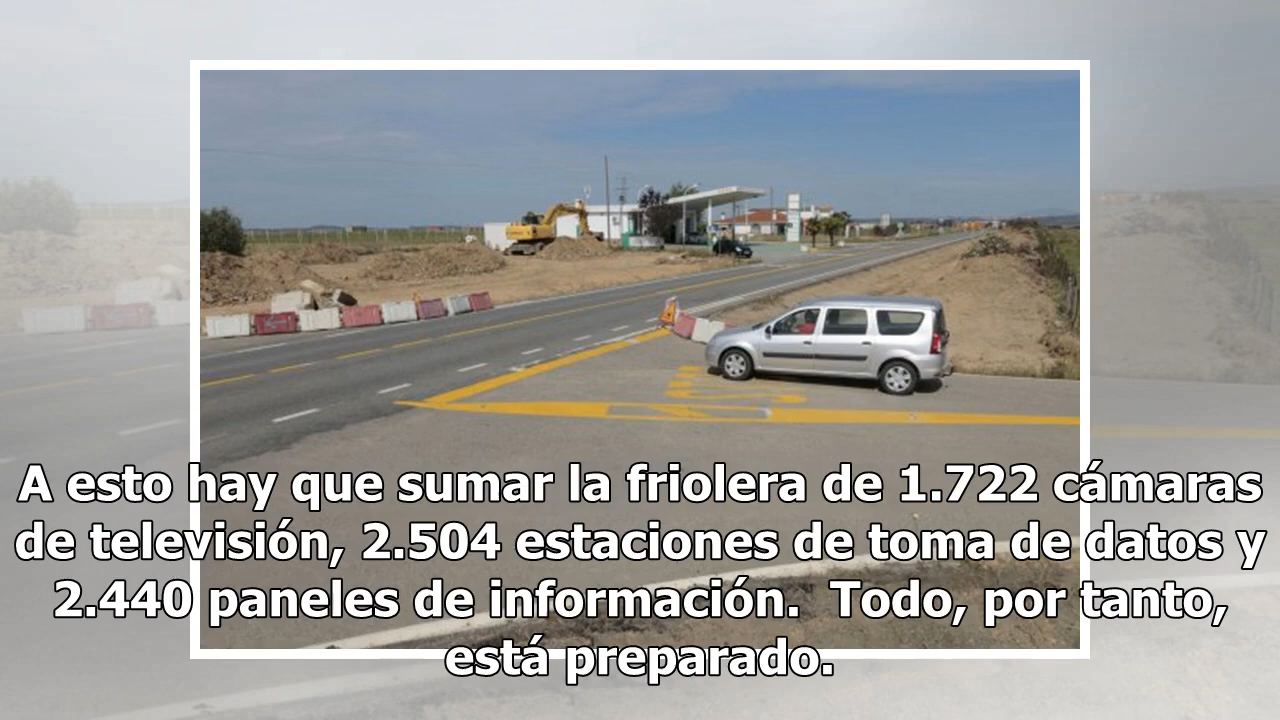 A esto hay que sumar la friolera de 1.722 cámaras
de televisión, 2.504 estaciones de toma de datos y
2.440 paneles de información.  Todo, por tanto,
está preparado.